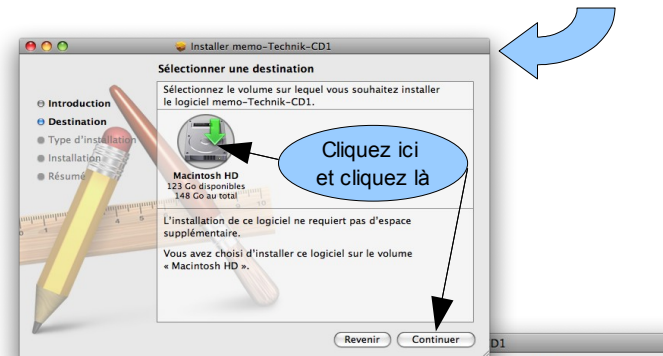 Installer memo-Technik-CD1
Sélectionner une destination
Introduction
Destination
Type d'installation
Installation
Résumé
Sélectionnez le volume sur lequel vous souhaitez installer
le logiciel memo-Technik-CD1.
Macintosh HD
123 Go disponibles
148 Go au total
Cliquez ici
et cliquez là
L'installation de ce logiciel ne requiert pas d'espace
supplémentaire.
Vous avez choisi d'installer ce logiciel sur le volume
« Macintosh HD ».
Revenir
Continuer
D1